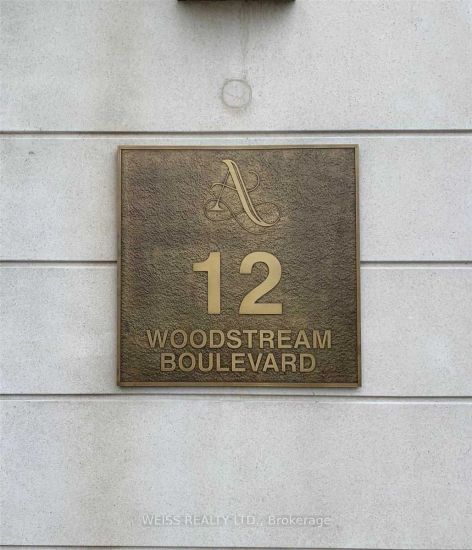 A
12
WOODSTREAM
BOULEVARD
WEISS REALTY LTD., Brokerage